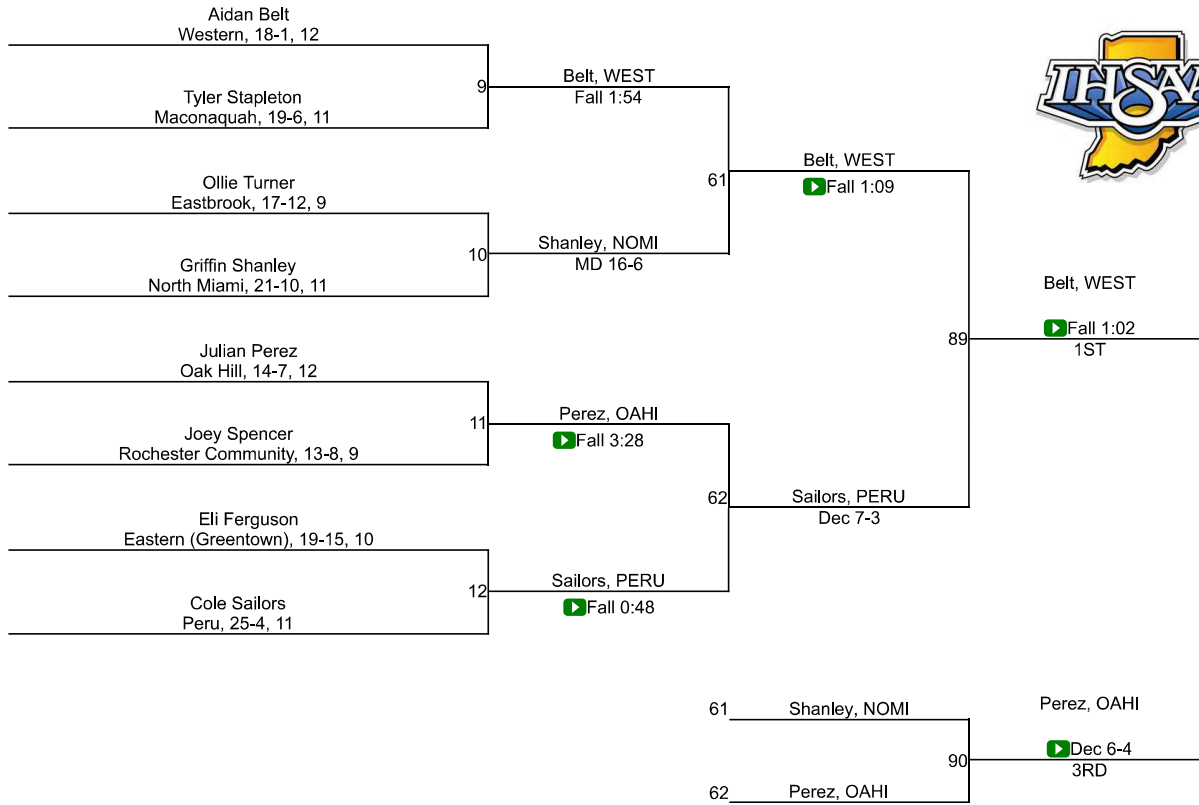 Aidan Belt
Western, 18-1, 12
9
Belt, WEST
Fall 1:54
Tyler Stapleton
Maconaquah, 19-6, 11
61
Belt, WEST
Fall 1:09
Ollie Turner
Eastbrook, 17-12, 9
10
Shanley, NOMI
MD 16-6
Griffin Shanley
North Miami, 21-10, 11
89
Belt, WEST
Fall 1:02
1ST
Julian Perez
Oak Hill, 14-7, 12
11
Perez, OAHI
Fall 3:28
Joey Spencer
Rochester Community, 13-8, 9
62
Sailors, PERU
Dec 7-3
Eli Ferguson
Eastern (Greentown), 19-15, 10
12
Sailors, PERU
Fall 0:48
Cole Sailors
Peru, 25-4, 11
61
Shanley, NOMI
90
Perez, OAHI
Dec 6-4
3RD
62
Perez, OAHI
IHSAA